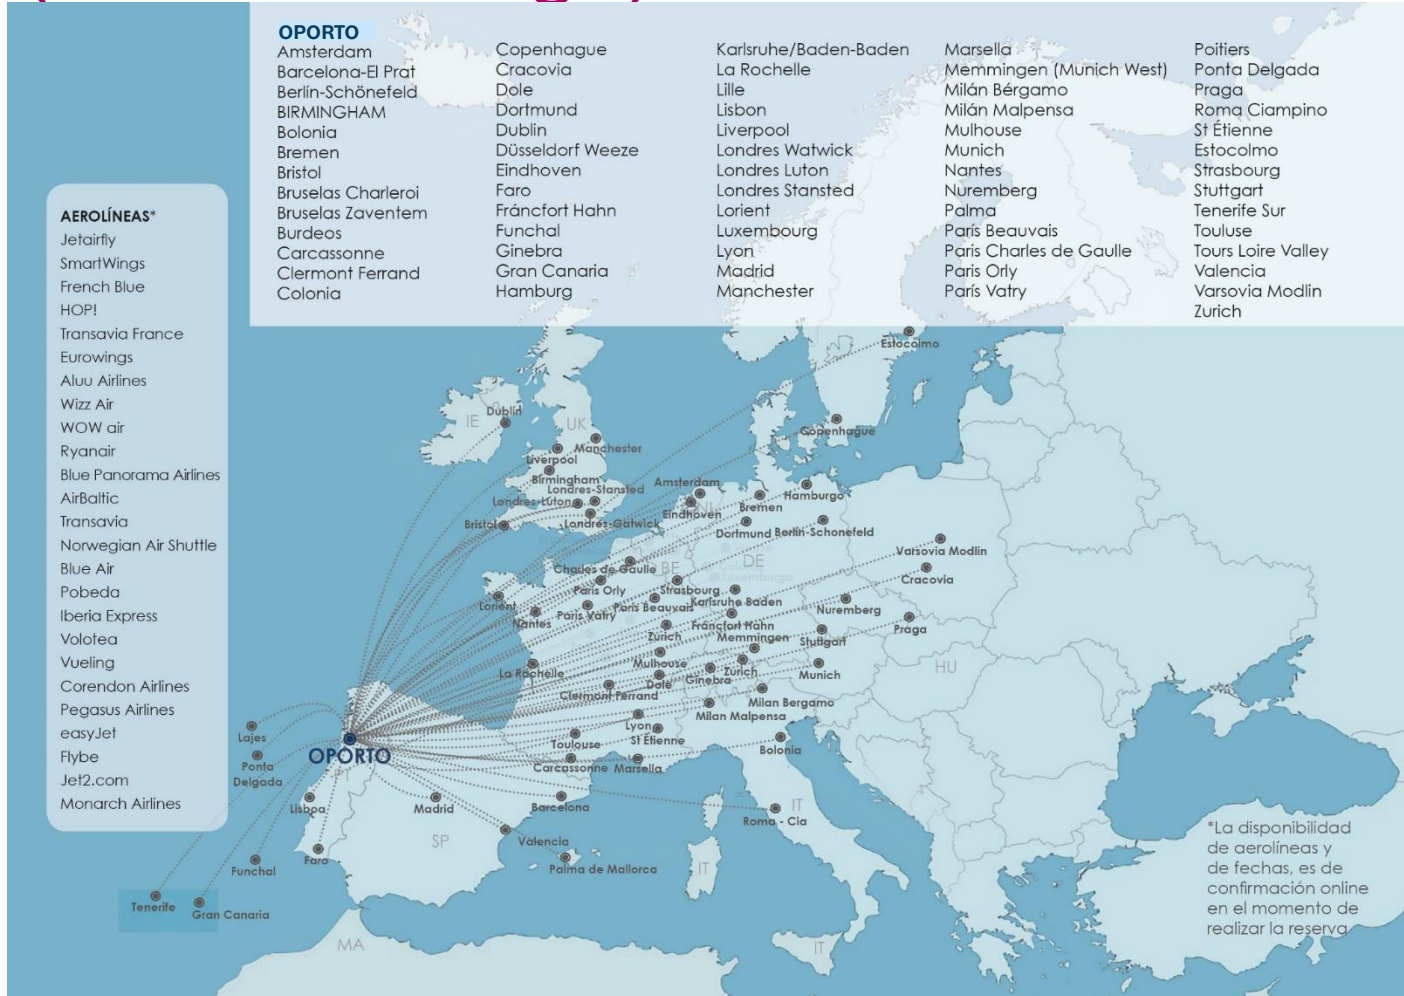 OPORTO
Amsterdam
Barcelona-El Prat
Berlín-Schönefeld
BIRMINGHAM
Bolonia
Bremen
Bristol
Bruselas Charleroi
Bruselas Zaventem
Burdeos
Carcassonne
Clermont Ferrand
Colonia
Copenhague
Cracovia
Dole
Dortmund
Dublin
Düsseldorf Weeze
Eindhoven
Faro
Fráncfort Hahn
Funchal
Ginebra
Gran Canaria
Hamburg
Karlsruhe/Baden-Baden
La Rochelle
Lille
Lisbon
Liverpool
Londres Watwick
Londres Luton
Londres Stansted
Lorient
Luxembourg
Lyon
Madrid
Manchester
Marsella
Memmingen (Munich West)
Milán Bérgamo
Milán Malpensa
Mulhouse
Munich
Nantes
Nuremberg
Palma
París Beauvais
Paris Charles de Gaulle
Paris Orly
París Vatry
Poitiers
Ponta Delgada
Praga
Roma Ciampino
St Étienne
Estocolmo
Strasbourg
Stuttgart
Tenerife Sur
Touluse
Tours Loire Valley
Valencia
Varsovia Modlin
Zurich
AEROLÍNEAS*
Jetairfly
SmartWings
French Blue
HOP!
Transavia France
Eurowings
Aluu Airlines
Wizz Air
WOW air
Ryanair
Blue Panorama Airlines
AirBaltic
Transavia
Norwegian Air Shuttle
Blue Air
Pobeda
Iberia Express
Volotea
Vueling
Corendon Airlines
Pegasus Airlines
easyJet
Flybe
Jet2.com
Monarch Airlines
Estocolmo
Dublín
IE
UK
Copenhague
Manchester
Liverpool
Birmingham
Londres-Stansted
Londres-Luton
Londres-Gatwick
Bristol
Amsterdam
Eindhoven
NL
Hamburgo
Bremen
Dortmund
Berlín-Schonefeld
Varsovia Modlin
Cracovia
DE
BE
Luxemburgo
Charles de Gaulle
Paris Orly
Strasbourg
Lorient
Nantes
Paris Vatry
París Beauvais
Karlsruhe Baden
Nuremberg
Fráncfort Hahn
Praga
Zurich
Memmingen
Stuttgart
La Rochelle
Mulhouse
Dole
Ginebra
Zurich
Munich
HU
Clermont Ferrand
Milan Bergamo
Milan Malpensa
Lyon
St Etienne
Toulouse
Bolonia
Carcassonne
Marsella
Lajes
Ponta
Delgada
OPORTO
PT
Lisboa
Madrid
Barcelona
Roma - Cia
IT
SP
Valencia
Palma de Mallorca
Faro
Funchal
Tenerife
Gran Canaria
IT
MA
IT
*La disponibilidad
de aerolíneas y
de fechas, es de
confirmación online
en el momento de
realizar la reserva